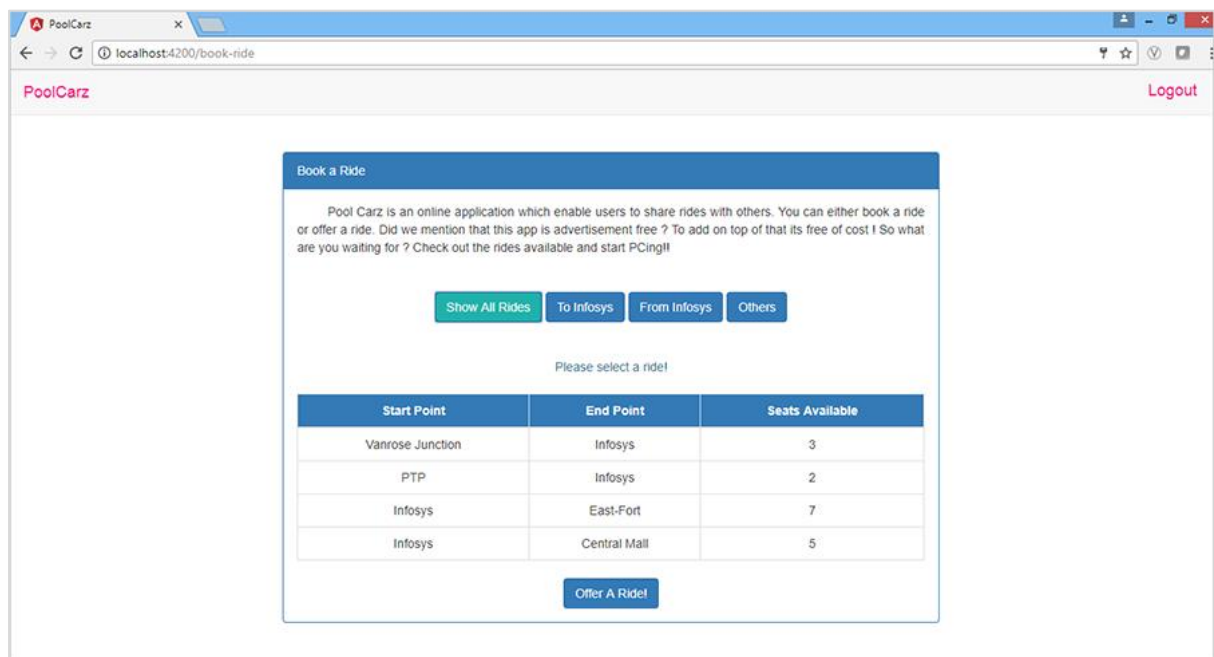 PoolCarz
localhost:4200/book-ride
PoolCarz Logout
Book a Ride
Pool Carz is an online application which enable users to share rides with others. You can either book a ride
or offer a ride. Did we mention that this app is advertisement free ? To add on top of that its free of cost ! So what
are you waiting for ? Check out the rides available and start PCing!!
Show All Rides To Infosys From Infosys Others
Please select a ride!
Start Point End Point Seats Available
Vanrose Junction Infosys 3
PTP Infosys 2
Infosys East-Fort 7
Infosys Central Mall 5
Offer A Ride!